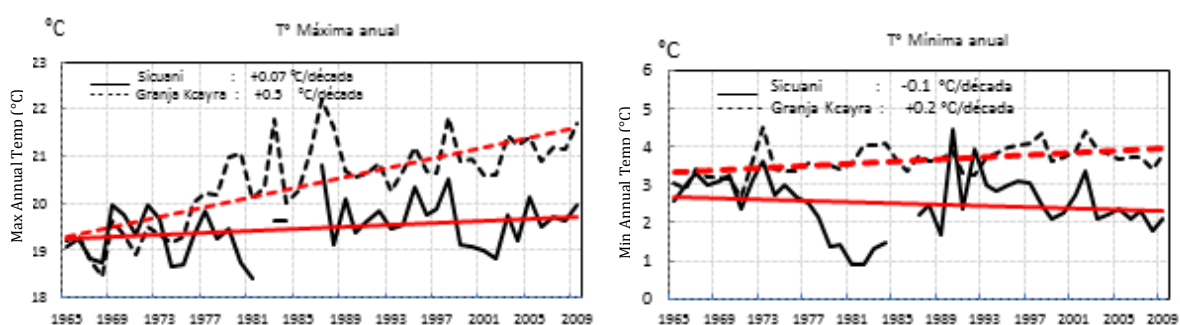 °C
T° Máxima anual
Max Annual Temp (°C)
23
22
21
20
19
18
Sicuani : +0.07 °C/década
Granja Kcayra : +0.5 °C/década
1965 1969 1973 1977 1981 1985 1989 1993 1997 2001 2005 2009
°C
T° Mínima anual
Min Annual Temp (°C)
6
5
4
3
2
1
0
Sicuani : -0.1 °C/década
Granja Kcayra : +0.2 °C/década
1965 1969 1973 1977 1981 1985 1989 1993 1997 2001 2005 2009